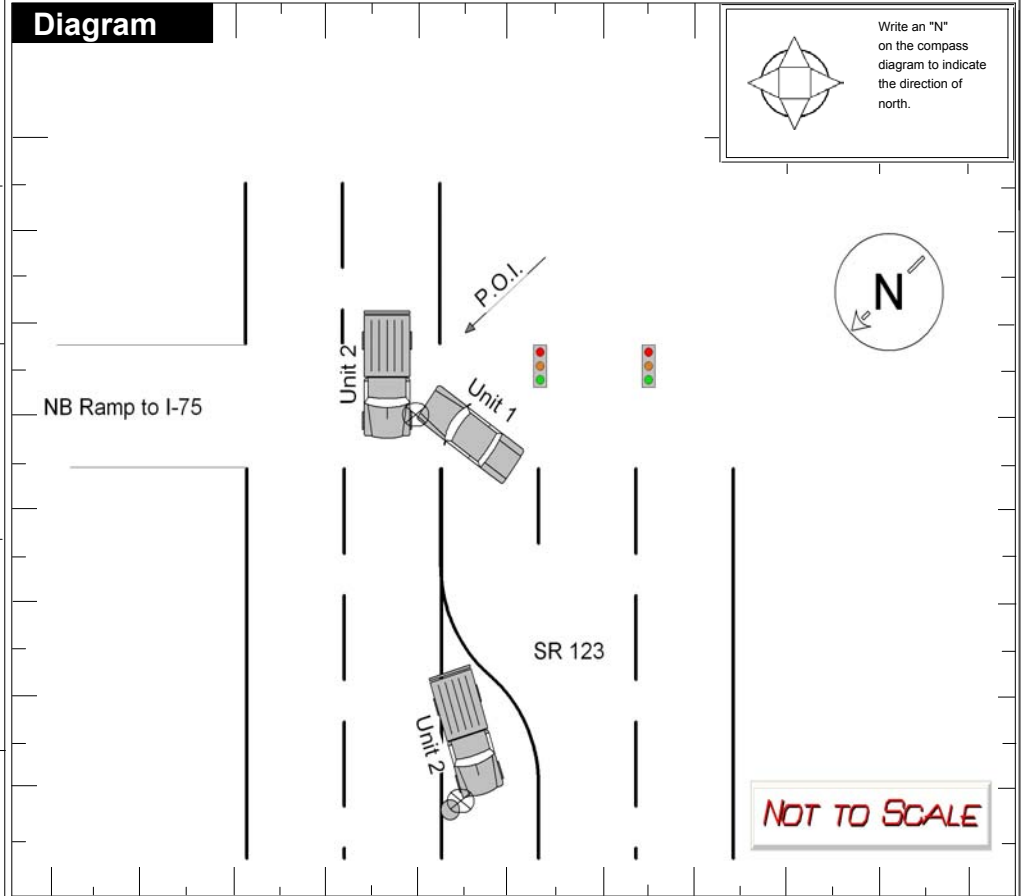 Diagram
Write an "N"
on the compass
diagram to indicate
the direction of
north.
P.O.I.
N
Unit 2
Unit 1
NB Ramp to I-75
SR 123
Unit 2
NOT TO SCALE